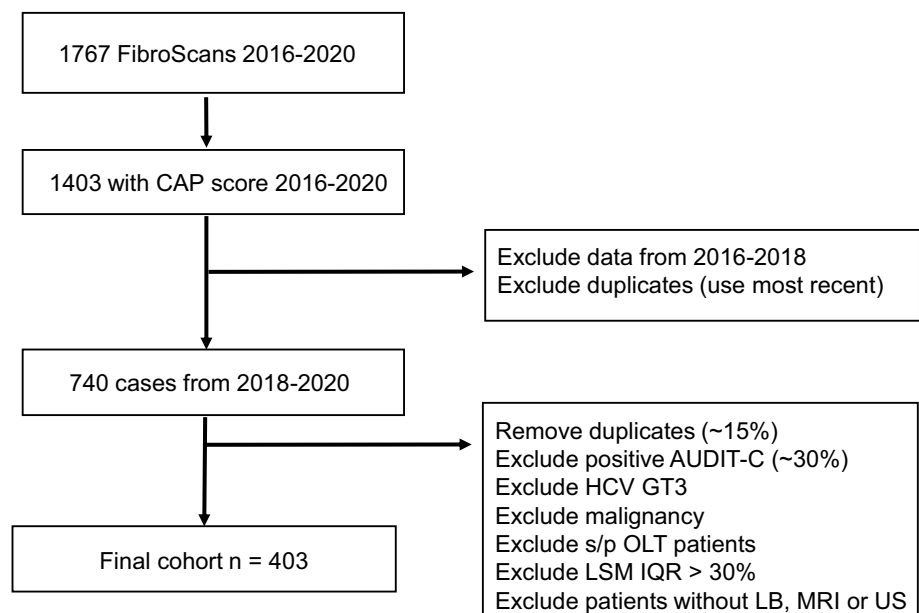 1767 FibroScans 2016-2020
1403 with CAP score 2016-2020
Exclude data from 2016-2018
Exclude duplicates (use most recent)
740 cases from 2018-2020
Remove duplicates (~15%)
Exclude positive AUDIT-C (~30%)
Exclude HCV GT3
Exclude malignancy
Exclude s/p OLT patients
Exclude LSM IQR > 30%
Exclude patients without LB, MRI or US
Final cohort n = 403